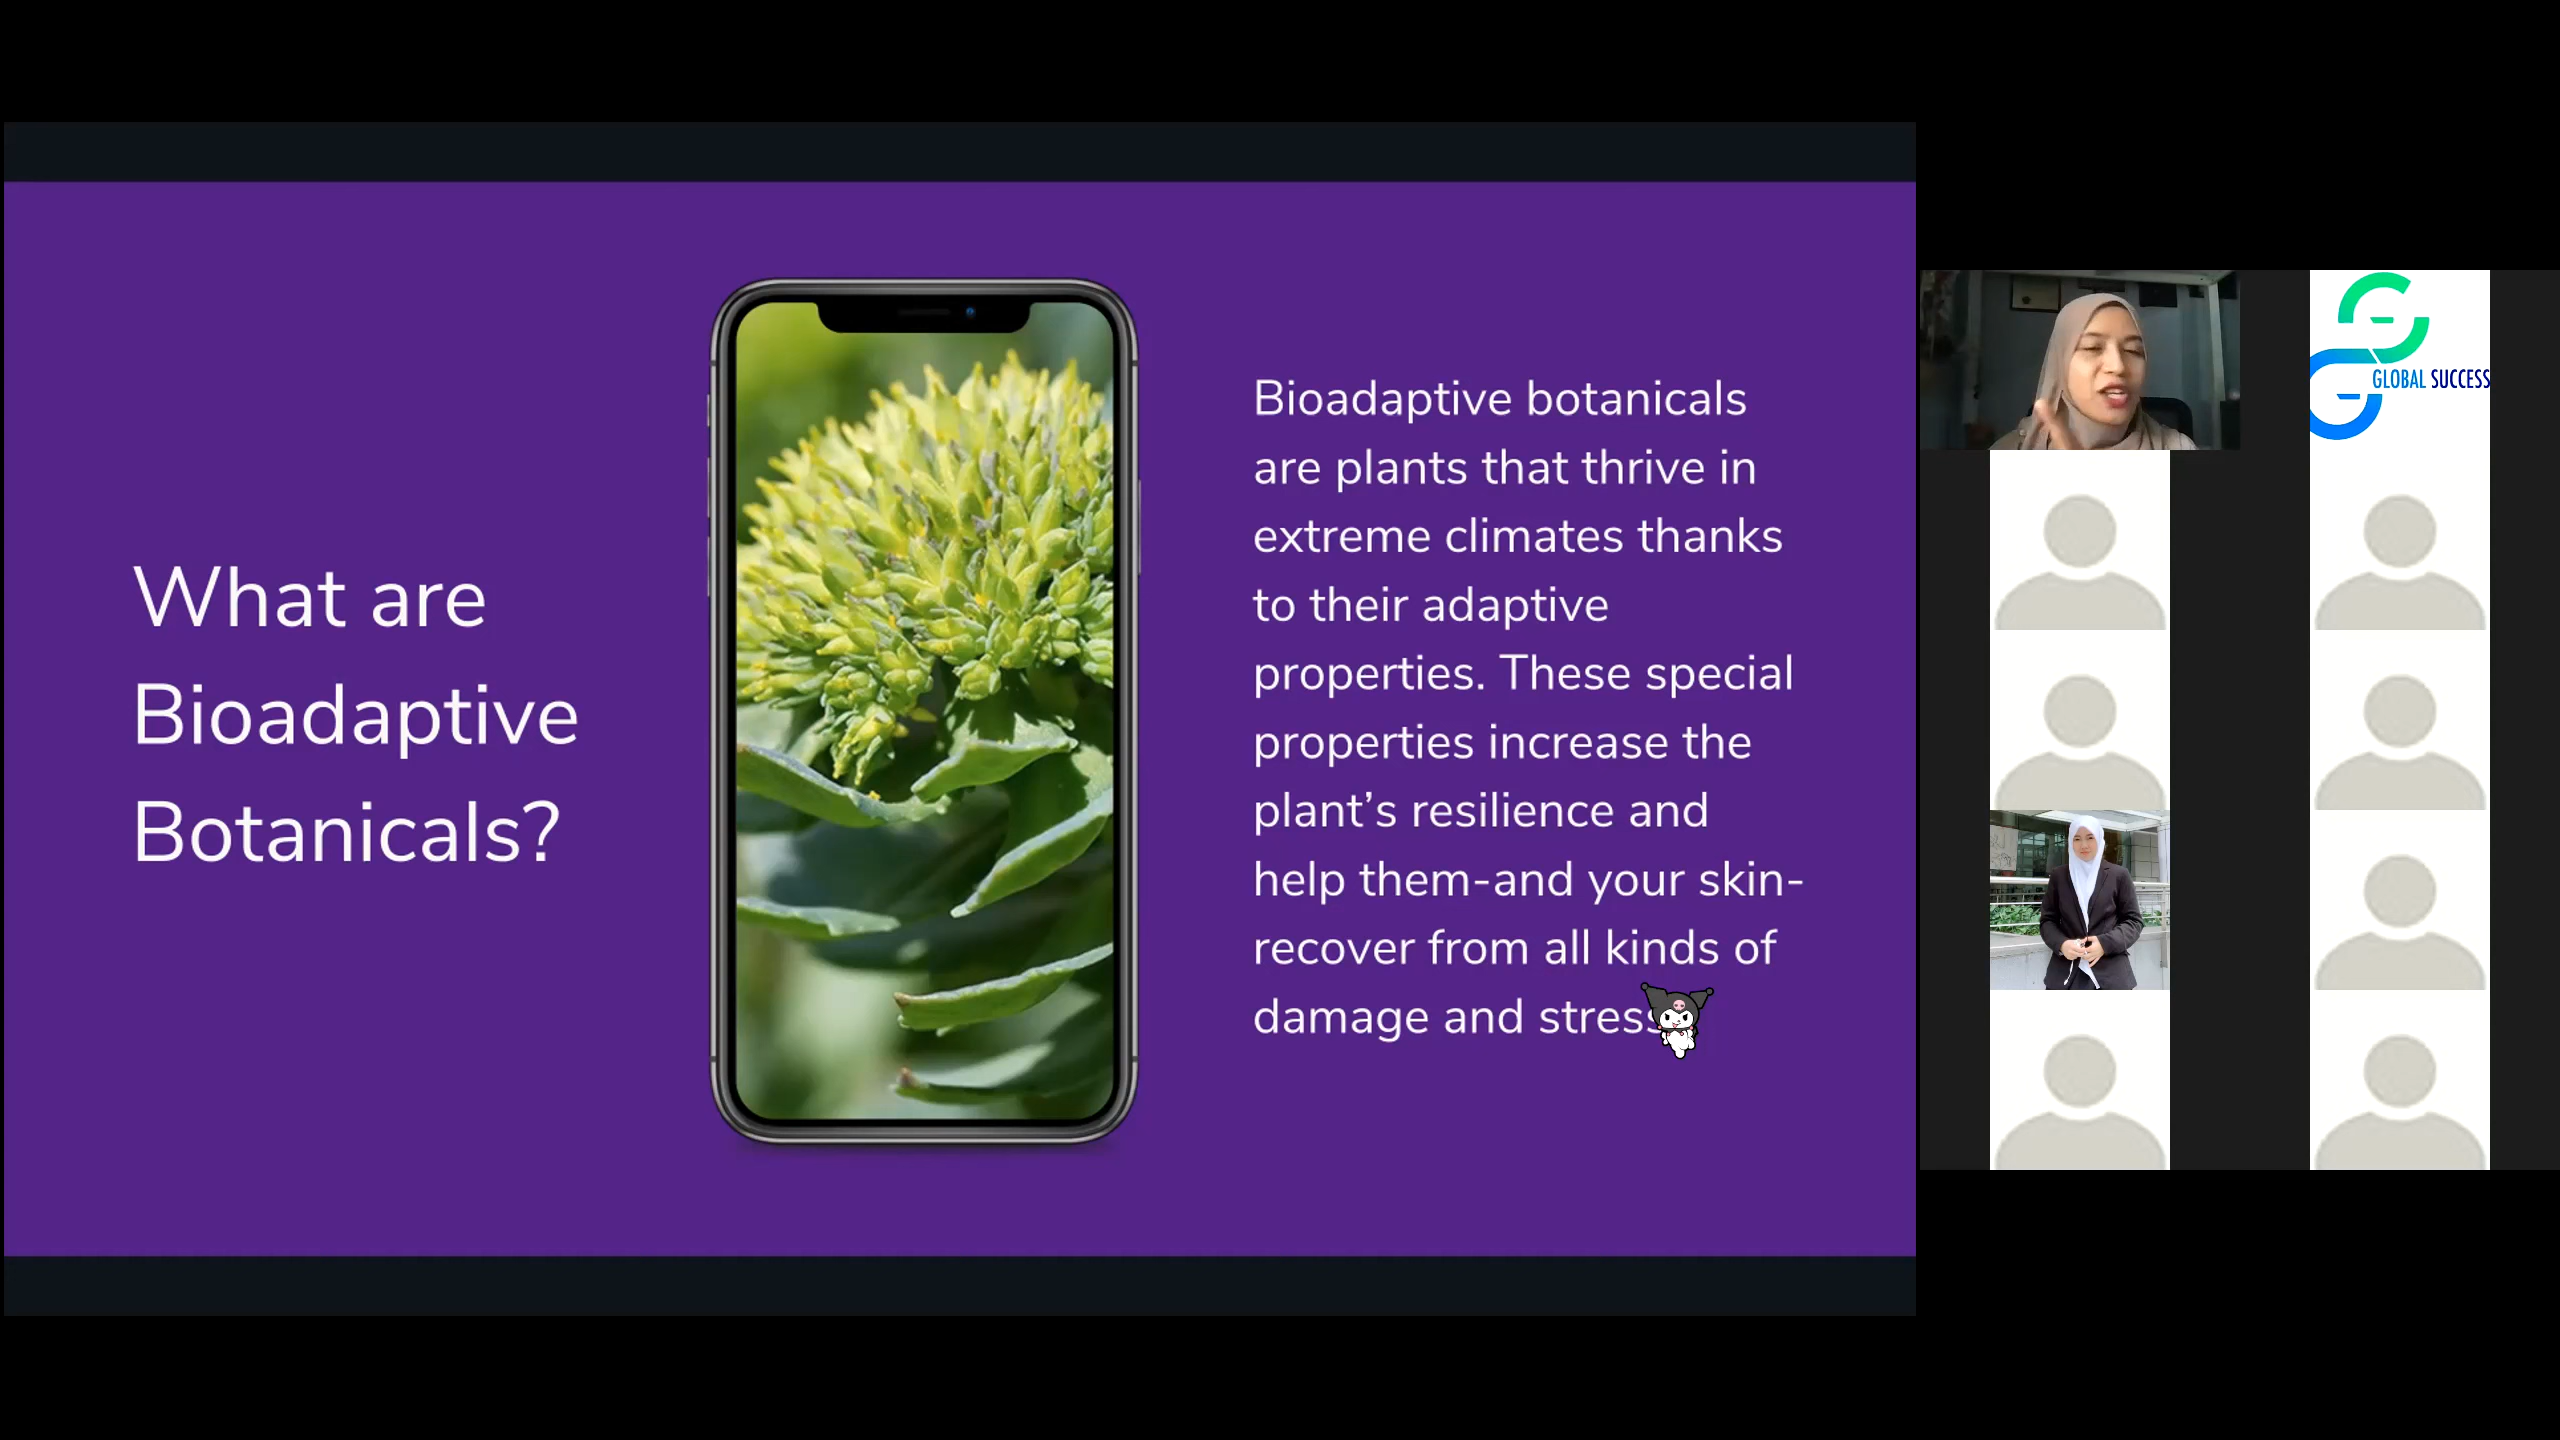 What are
Bioadaptive
Botanicals?
Bioadaptive botanicals
are plants that thrive in
extreme climates thanks
to their adaptive
properties. These special
properties increase the
plant’s resilience and
help them-and your skin-
recover from all kinds of
damage and stress
GLOBAL SUCCESS